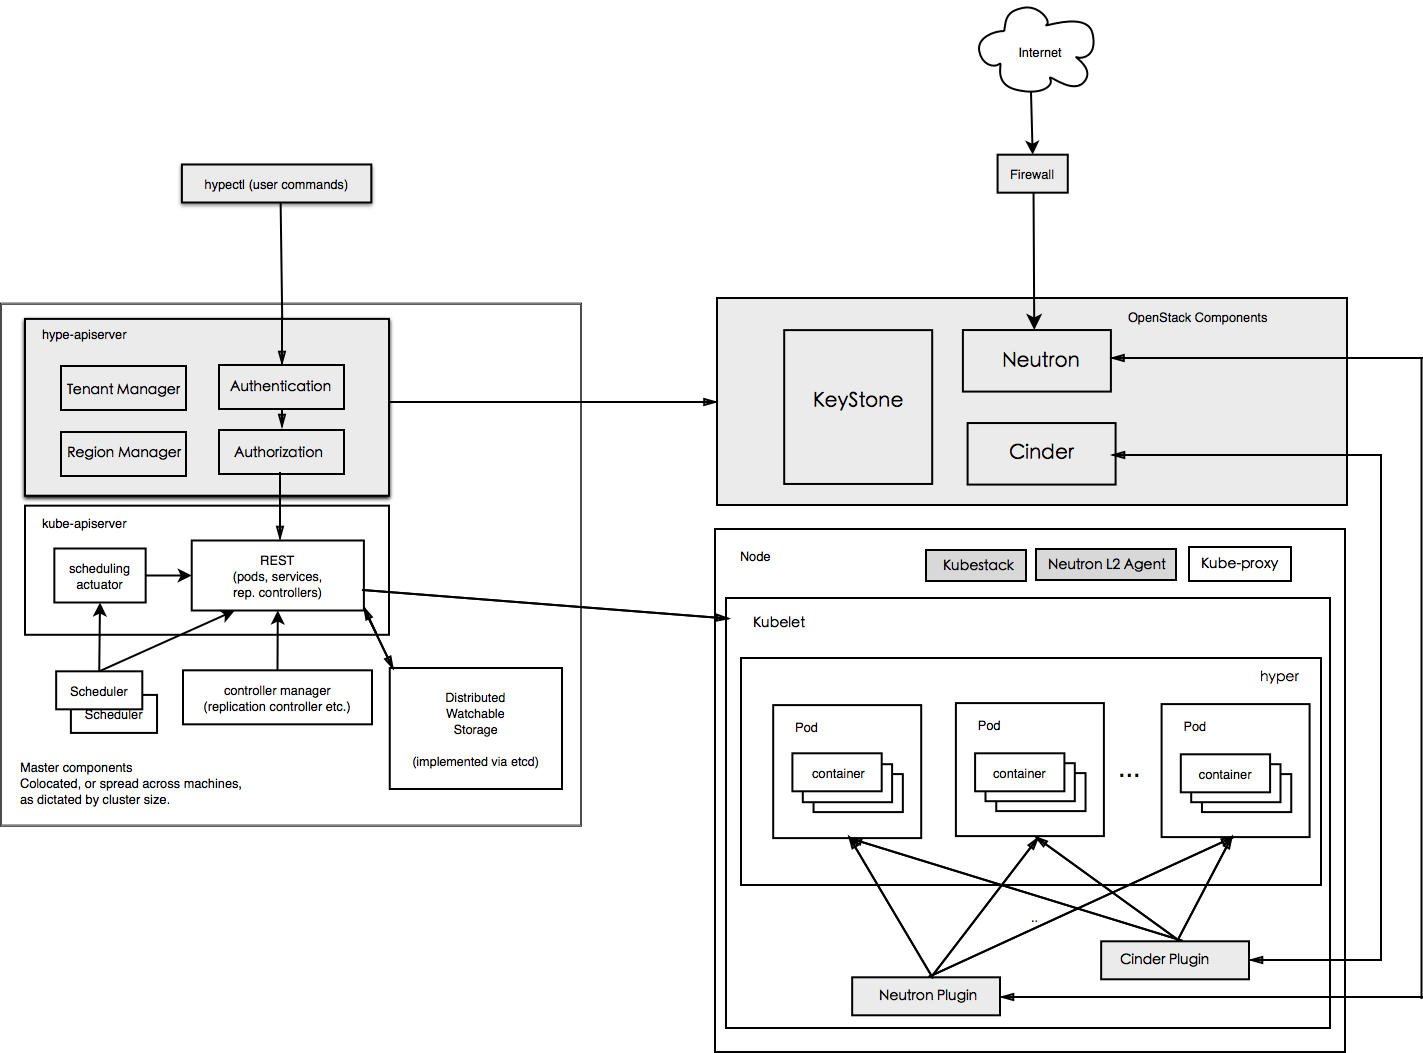 Internet
Firewall
hypectl (user commands)
hype-apiserver
Tenant Manager
Authentication
Region Manager
Authorization
kube-apiserver
scheduling
actuator
REST
(pods, services,
rep. controllers)
Scheduler
Scheduler
controller manager
(replication controller etc.)
Distributed
Watchable
Storage
(implemented via etcd)
Master components
Colocated, or spread across machines,
as dictated by cluster size.
OpenStack Components
KeyStone
Neutron
Cinder
Node
Kubestack
Neutron L2 Agent
Kube-proxy
Kubelet
hyper
Pod
container
Pod
container
...
Pod
container
..
Cinder Plugin
Neutron Plugin